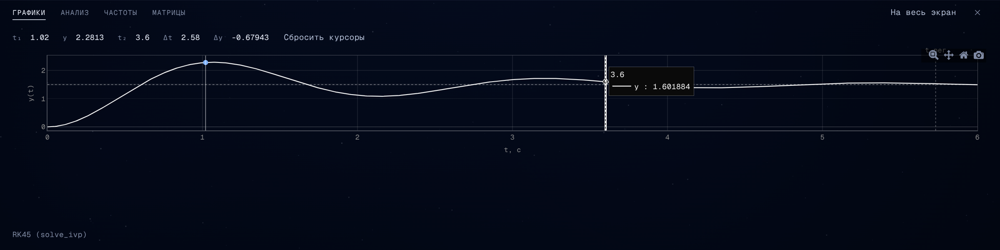 ГРАФИКИ АНАЛИЗ ЧАСТОТЫ МАТРИЦЫ На весь экран
t₁ 1.02 y 2.2813 t₂ 3.6 Δt 2.58 Δy -0.67943 Сбросить курсоры
t_рег
2
3.6
y : 1.601884
1
0
y(t)
0 1 2 3 4 5 6
t, с
RK45 (solve_ivp)